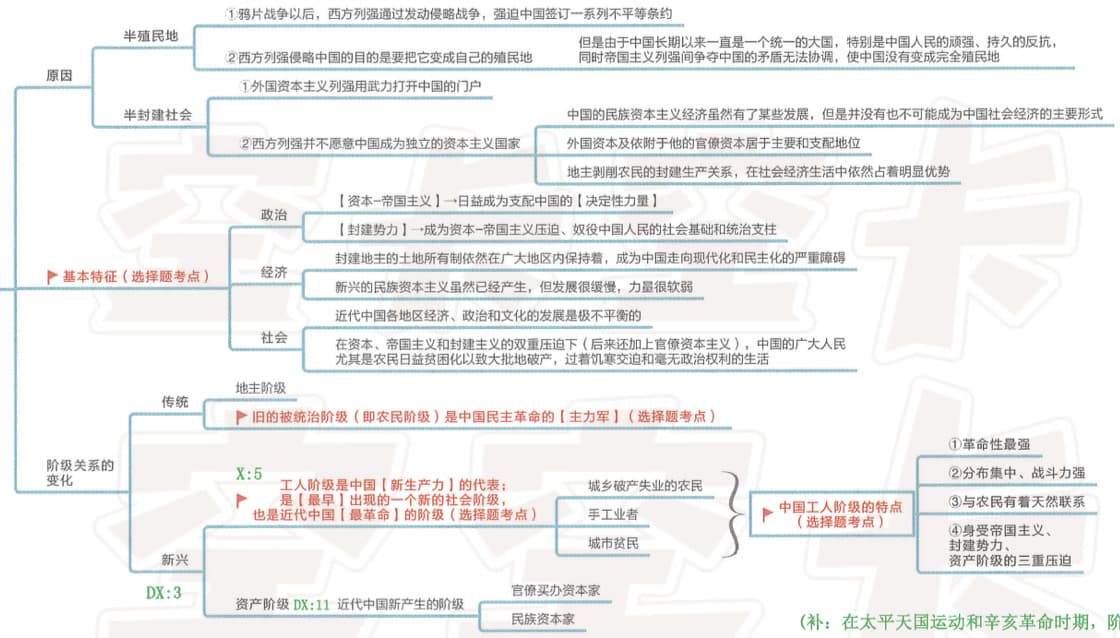 ①鸦片战争以后，西方列强通过发动侵略战争，强迫中国签订一系列不平等条约
半殖民地
②西方列强侵略中国的目的是要把它变成自己的殖民地
但是由于中国长期以来一直是一个统一的大国，特别是中国人民的顽强、持久的反抗，
同时帝国主义列强间争夺中国的矛盾无法协调，使中国没有变成完全殖民地
原因
①外国资本主义列强用武力打开中国的门户
半封建社会
②西方列强并不愿意中国成为独立的资本主义国家
中国的民族资本主义经济虽然有了某些发展，但是并没有也不可能成为中国社会经济的主要形式
外国资本及依附于他的官僚资本居于主要和支配地位
地主剥削农民的封建生产关系，在社会经济生活中依然占着明显优势
基本特征（选择题考点）
政治
【资本-帝国主义】→日益成为支配中国的【决定性力量】
【封建势力】→成为资本-帝国主义压迫、奴役中国人民的社会基础和统治支柱
经济
封建地主的土地所有制依然在广大地区内保持着，成为中国走向现代化和民主化的严重障碍
新兴的民族资本主义虽然已经产生，但发展很缓慢，力量很软弱
社会
近代中国各地区经济、政治和文化的发展是极不平衡的
在资本、帝国主义和封建主义的双重压迫下（后来还加上官僚资本主义），中国的广大人民
尤其是农民日益贫困化以致大批地破产，过着饥寒交迫和毫无政治权利的生活
阶级关系的
变化
传统
地主阶级
旧的被统治阶级（即农民阶级）是中国民主革命的【主力军】（选择题考点）
新兴
DX:3
X:5
工人阶级是中国【新生产力】的代表；
是【最早】出现的一个新的社会阶级，
也是近代中国【最革命】的阶级（选择题考点）
城乡破产失业的农民
手工业者
城市贫民
中国工人阶级的特点
（选择题考点）
①革命性最强
②分布集中、战斗力强
③与农民有着天然联系
④身受帝国主义、
封建势力、
资产阶级的三重压迫
资产阶级 DX:11 近代中国新产生的阶级
官僚买办资本家
民族资本家
(补：在太平天国运动和辛亥革命时期，阶